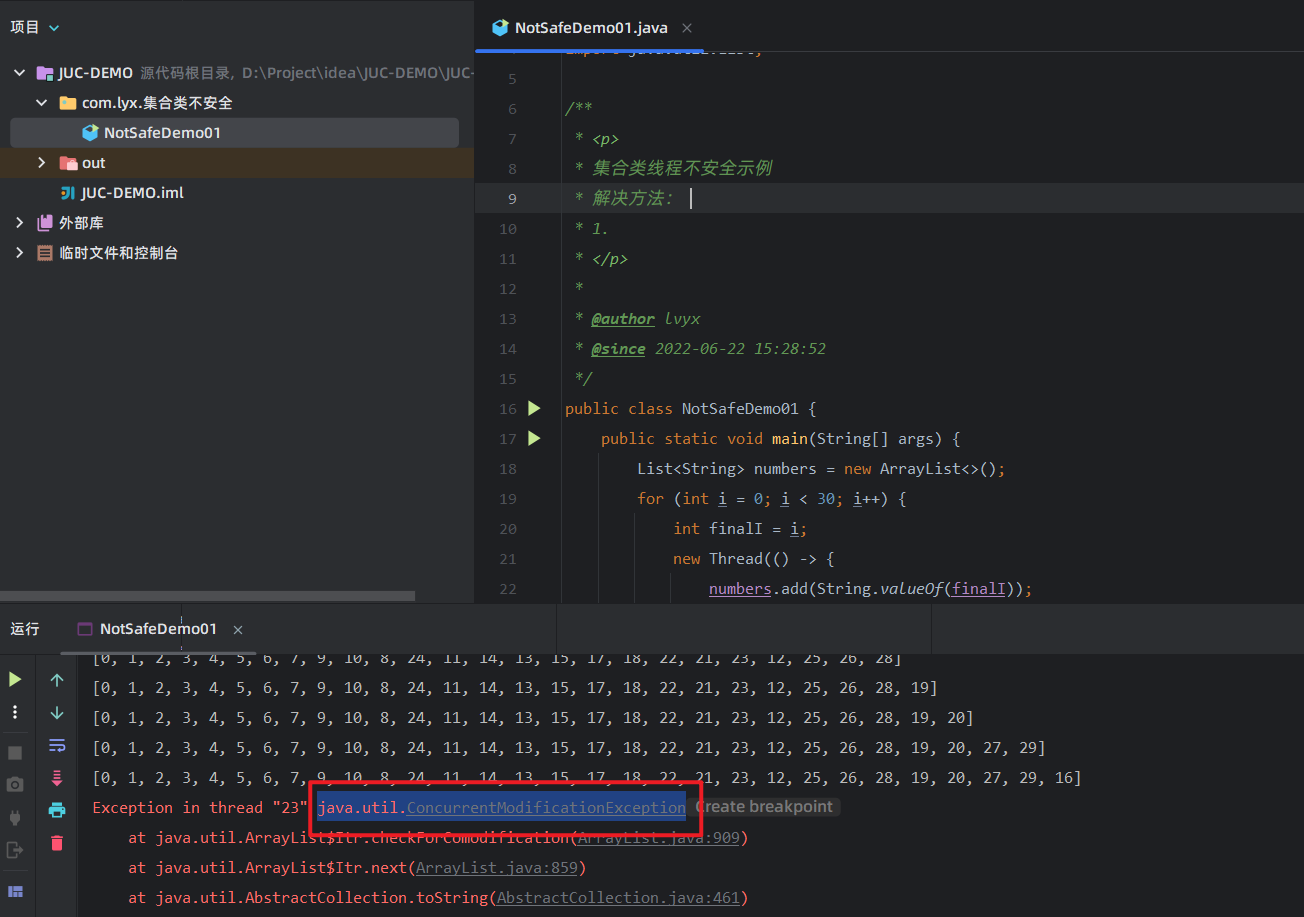 项目
JUC-DEMO 源代码根目录, D:\Project\idea\JUC-DEMO\JUC-
com.lyx.集合类不安全
NotSafeDemo01
out
JUC-DEMO.iml
外部库
临时文件和控制台
NotSafeDemo01.java
5
6 /**
7 * <p>
8 * 集合类线程不安全示例
9 * 解决方法:
10 * 1.
11 * </p>
12 *
13 * @author lvyx
14 * @since 2022-06-22 15:28:52
15 */
16 public class NotSafeDemo01 {
17 public static void main(String[] args) {
18 List<String> numbers = new ArrayList<>();
19 for (int i = 0; i < 30; i++) {
20 int finalI = i;
21 new Thread(() -> {
22 numbers.add(String.valueOf(finalI));
运行 NotSafeDemo01
[0, 1, 2, 3, 4, 5, 6, 7, 9, 10, 8, 24, 11, 14, 13, 15, 17, 18, 22, 21, 23, 12, 25, 26, 28]
[0, 1, 2, 3, 4, 5, 6, 7, 9, 10, 8, 24, 11, 14, 13, 15, 17, 18, 22, 21, 23, 12, 25, 26, 28, 19]
[0, 1, 2, 3, 4, 5, 6, 7, 9, 10, 8, 24, 11, 14, 13, 15, 17, 18, 22, 21, 23, 12, 25, 26, 28, 19, 20]
[0, 1, 2, 3, 4, 5, 6, 7, 9, 10, 8, 24, 11, 14, 13, 15, 17, 18, 22, 21, 23, 12, 25, 26, 28, 19, 20, 27, 29]
[0, 1, 2, 3, 4, 5, 6, 7, 9, 10, 8, 24, 11, 14, 13, 15, 17, 18, 22, 21, 23, 12, 25, 26, 28, 19, 20, 27, 29, 16]
Exception in thread "23" java.util.ConcurrentModificationException Create breakpoint
at java.util.ArrayList$Itr.checkForComodification(ArrayList.java:909)
at java.util.ArrayList$Itr.next(ArrayList.java:859)
at java.util.AbstractCollection.toString(AbstractCollection.java:461)